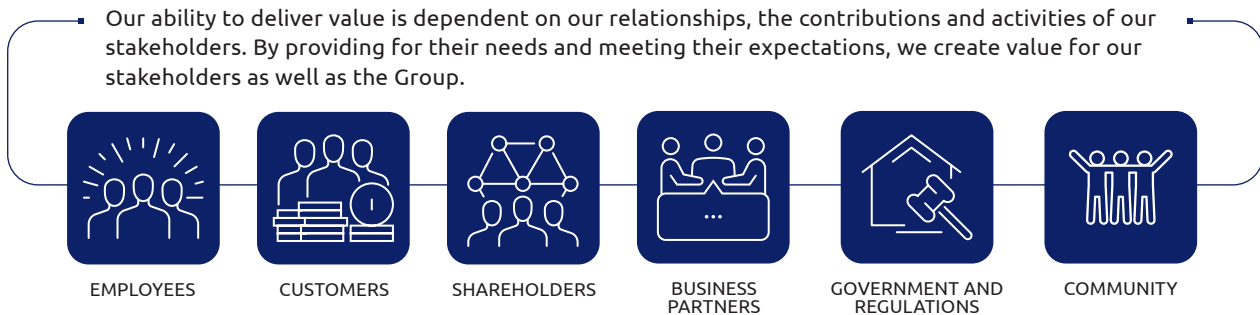 Our ability to deliver value is dependent on our relationships, the contributions and activities of our
stakeholders. By providing for their needs and meeting their expectations, we create value for our
stakeholders as well as the Group.
EMPLOYEES
CUSTOMERS
SHAREHOLDERS
BUSINESS
PARTNERS
GOVERNMENT AND
REGULATIONS
COMMUNITY